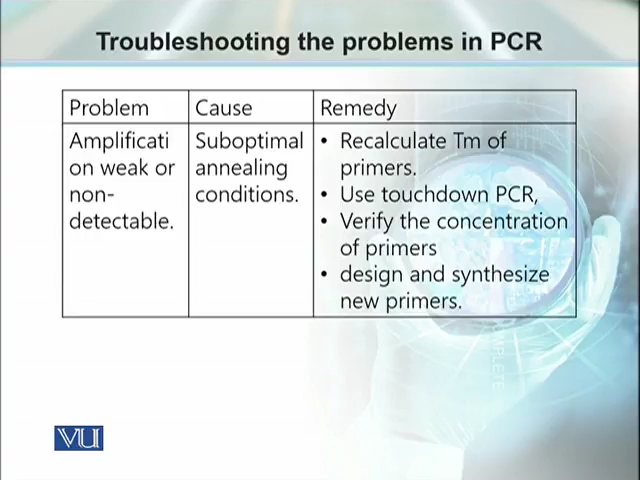 Troubleshooting the problems in PCR
Problem
Cause
Remedy
Amplificati
on weak or
non-
detectable.
Suboptimal
annealing
conditions.
• Recalculate Tm of
primers.
• Use touchdown PCR,
• Verify the concentration
of primers
• design and synthesize
new primers.
VU